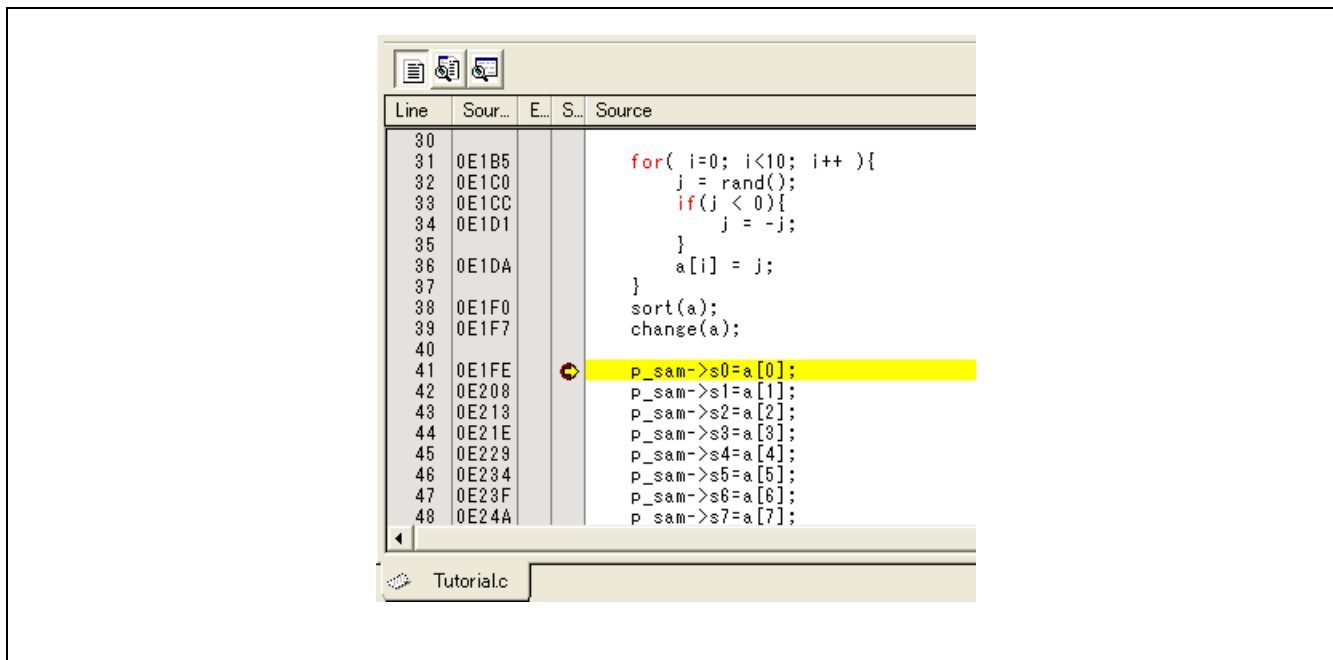 Line Sour... E... S... Source
30
31 0E1B5 for( i=0; i<10; i++ ){
32 0E1C0 j = rand();
33 0E1CC if(j < 0){
34 0E1D1 j = -j;
35 }
36 0E1DA a[i] = j;
37 }
38 0E1F0 sort(a);
39 0E1F7 change(a);
40
41 0E1FE p_sam->s0=a[0];
42 0E208 p_sam->s1=a[1];
43 0E213 p_sam->s2=a[2];
44 0E21E p_sam->s3=a[3];
45 0E229 p_sam->s4=a[4];
46 0E234 p_sam->s5=a[5];
47 0E23F p_sam->s6=a[6];
48 0E24A p_sam->s7=a[7];
Tutorial.c